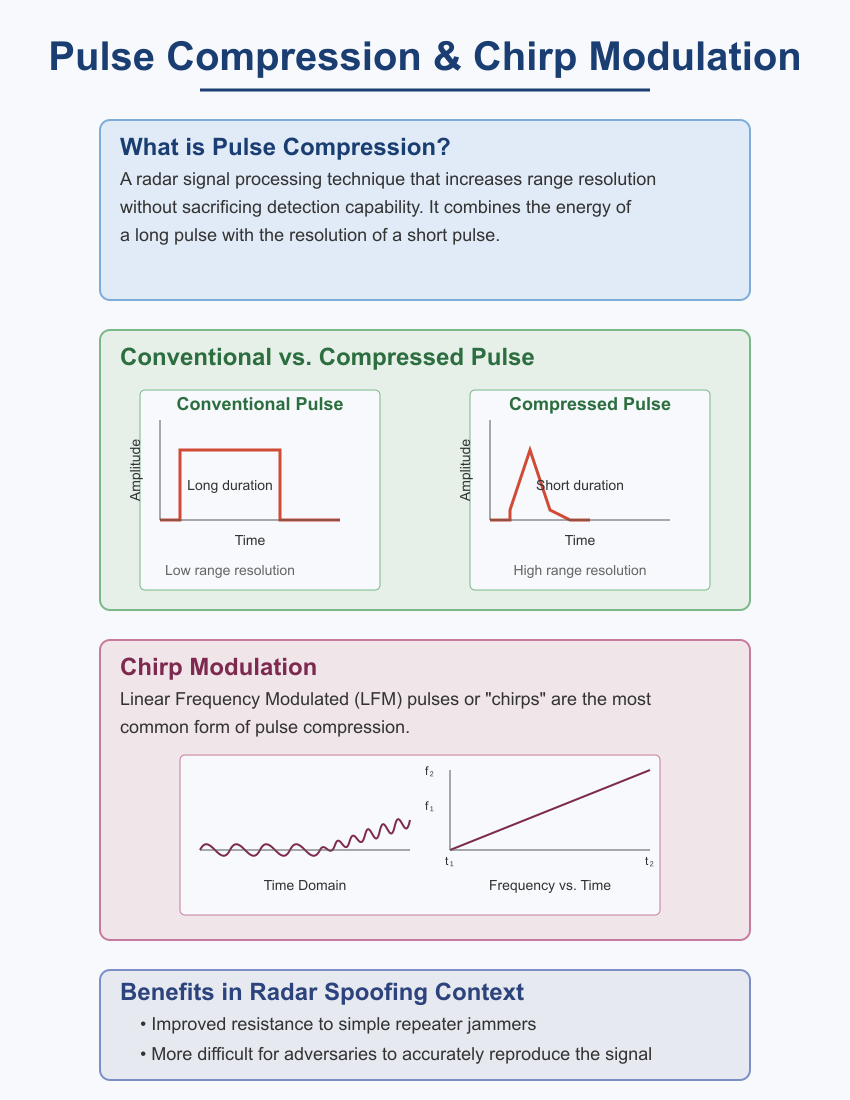 Pulse Compression & Chirp Modulation
What is Pulse Compression?
A radar signal processing technique that increases range resolution
without sacrificing detection capability. It combines the energy of
a long pulse with the resolution of a short pulse.
Conventional vs. Compressed Pulse
Conventional Pulse
Amplitude
Long duration
Time
Low range resolution
Compressed Pulse
Amplitude
Short duration
Time
High range resolution
Chirp Modulation
Linear Frequency Modulated (LFM) pulses or "chirps" are the most
common form of pulse compression.
Time Domain
f₂
f₁
t₁
t₂
Frequency vs. Time
Benefits in Radar Spoofing Context
• Improved resistance to simple repeater jammers
• More difficult for adversaries to accurately reproduce the signal